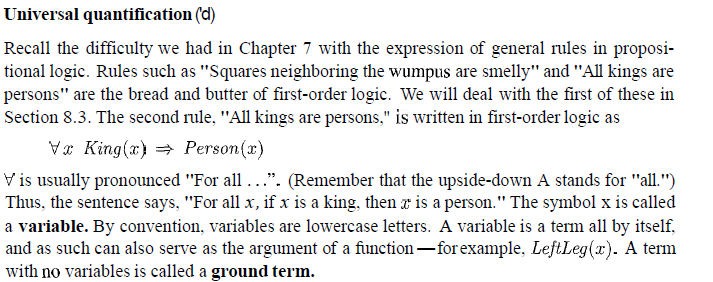 Universal quantification ('d)
Recall the difficulty we had in Chapter 7 with the expression of general rules in proposi-
tional logic. Rules such as "Squares neighboring the wumpus are smelly" and "All kings are
persons" are the bread and butter of first-order logic. We will deal with the first of these in
Section 8.3. The second rule, "All kings are persons," is written in first-order logic as
∀x King(x) ⇒ Person(x)
∀ is usually pronounced "For all ...". (Remember that the upside-down A stands for "all.")
Thus, the sentence says, "For all x, if x is a king, then x is a person." The symbol x is called
a variable. By convention, variables are lowercase letters. A variable is a term all by itself,
and as such can also serve as the argument of a function—for example, LeftLeg(x). A term
with no variables is called a ground term.